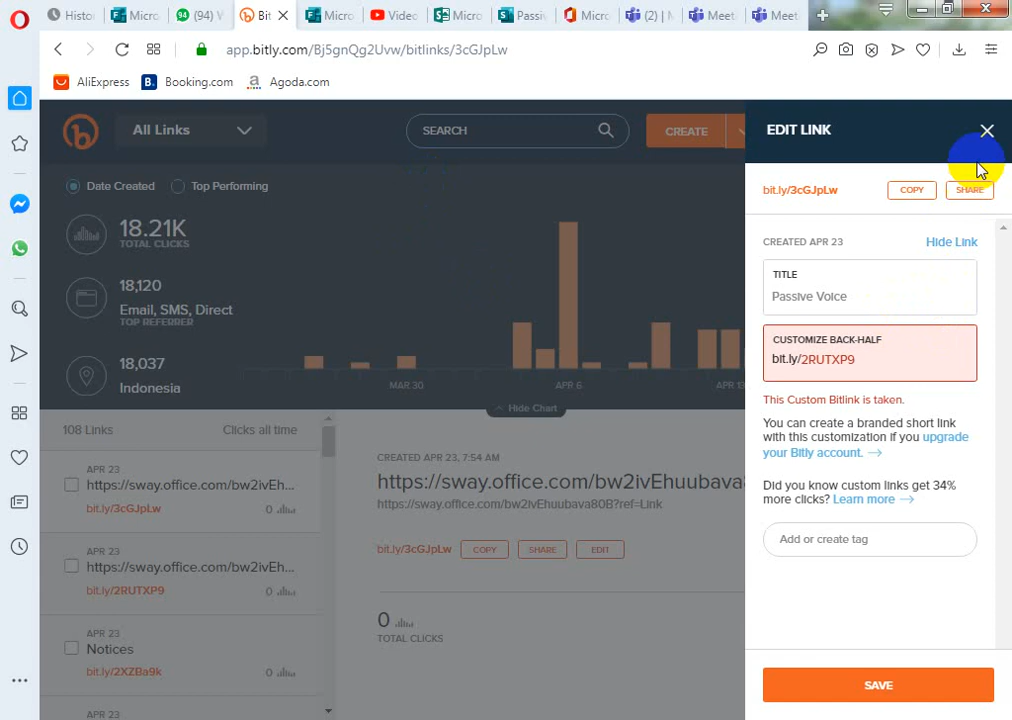 Histo
Micro
(94) V
Bit
Micro
Video
Micro
Passi
Micro
(2) | M
Meet
Meet
app.bitly.com/Bj5gnQg2Uvw/bitlinks/3cGJpLw
AliExpress
B. Booking.com
a Agoda.com
All Links
SEARCH
CREATE
EDIT LINK
Date Created
Top Performing
18.21K
TOTAL CLICKS
18,120
Email, SMS, Direct
TOP REFERRER
18,037
Indonesia
MAR 30
APR 6
APR 13
Hide Chart
108 Links
Clicks all time
APR 23
https://sway.office.com/bw2ivEh...
bit.ly/3cGJpLw
0
APR 23
https://sway.office.com/bw2ivEh...
bit.ly/2RUTXP9
0
APR 23
Notices
bit.ly/2XZBa9k
0
CREATED APR 23, 7:54 AM
https://sway.office.com/bw2ivEhuubava
https://sway.office.com/bw2ivEhuubava80B?ref=Link
bit.ly/3cGJpLw
COPY
SHARE
EDIT
0
TOTAL CLICKS
bit.ly/3cGJpLw
COPY
SHARE
CREATED APR 23
Hide Link
TITLE
Passive Voice
CUSTOMIZE BACK-HALF
bit.ly/2RUTXP9
This Custom Bitlink is taken.
You can create a branded short link
with this customization if you upgrade
your Bitly account. →
Did you know custom links get 34%
more clicks? Learn more →
Add or create tag
SAVE